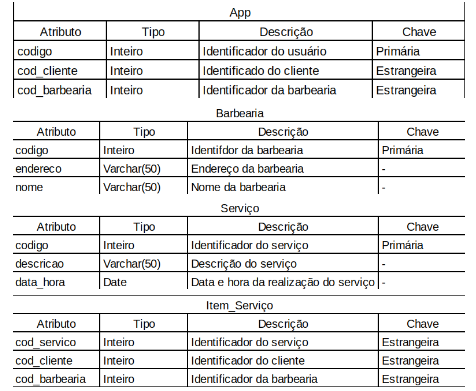 App
Atributo Tipo Descrição Chave
codigo Inteiro Identificador do usuário Primária
cod_cliente Inteiro Identificado do cliente Estrangeira
cod_barbearia Inteiro Identificador da barbearia Estrangeira
Barbearia
Atributo Tipo Descrição Chave
codigo Inteiro Identifdor da barbearia Primária
endereco Varchar(50) Endereço da barbearia -
nome Varchar(50) Nome da barbearia -
Serviço
Atributo Tipo Descrição Chave
codigo Inteiro Identificador do serviço Primária
descricao Varchar(50) Descrição do serviço -
data_hora Date Data e hora da realização do serviço -
Item_Serviço
Atributo Tipo Descrição Chave
cod_servico Inteiro Identificador do serviço Estrangeira
cod_cliente Inteiro Identificador do cliente Estrangeira
cod_barbearia Inteiro Identificador da barbearia Estrangeira